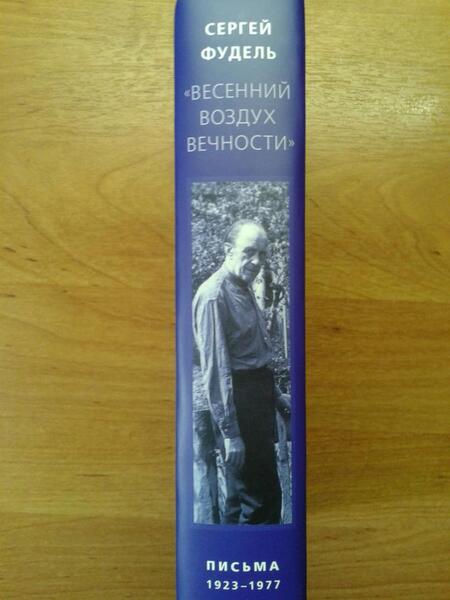 СЕРГЕЙ
ФУДЕЛЬ
«ВЕСЕННИЙ
ВОЗДУХ
ВЕЧНОСТИ»
ПИСЬМА
1923–1977